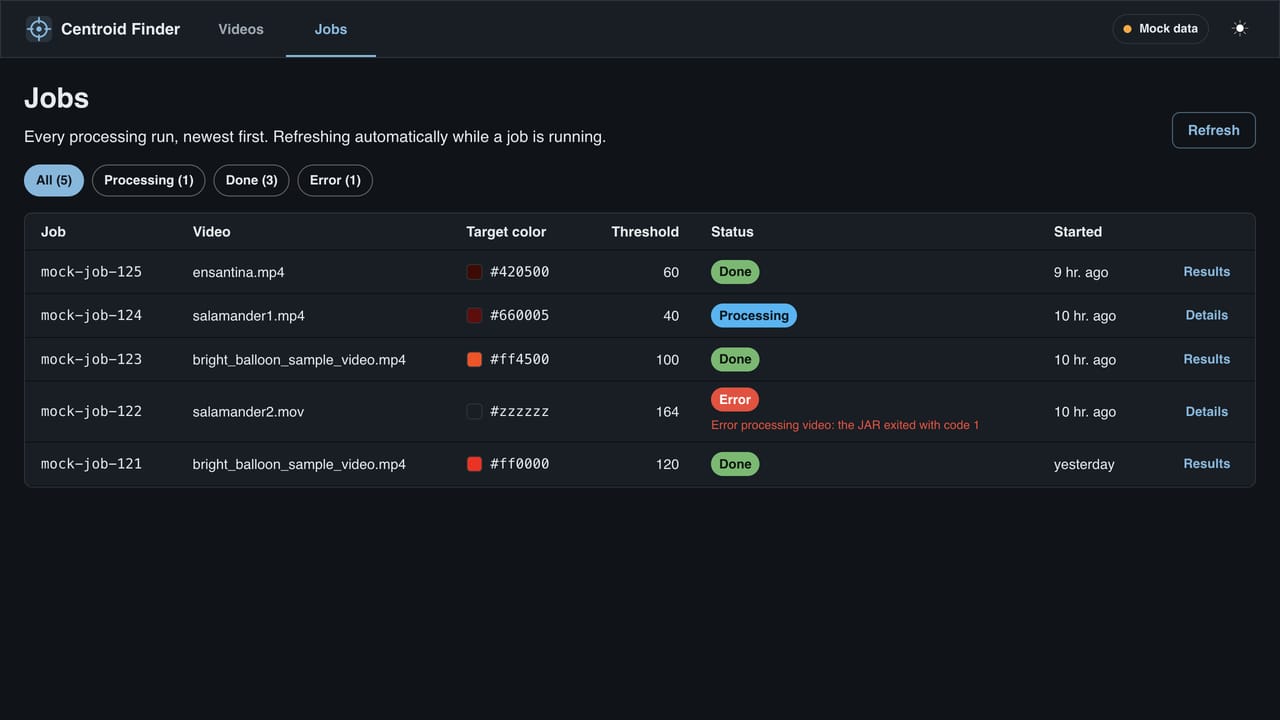 Centroid Finder Videos Jobs Mock data
Jobs
Every processing run, newest first. Refreshing automatically while a job is running.
Refresh
All (5) Processing (1) Done (3) Error (1)
Job Video Target color Threshold Status Started
mock-job-125 ensantina.mp4 #420500 60 Done 9 hr. ago Results
mock-job-124 salamander1.mp4 #660005 40 Processing 10 hr. ago Details
mock-job-123 bright_balloon_sample_video.mp4 #ff4500 100 Done 10 hr. ago Results
mock-job-122 salamander2.mov #zzzzzz 164 Error 10 hr. ago Details
Error processing video: the JAR exited with code 1
mock-job-121 bright_balloon_sample_video.mp4 #ff0000 120 Done yesterday Results